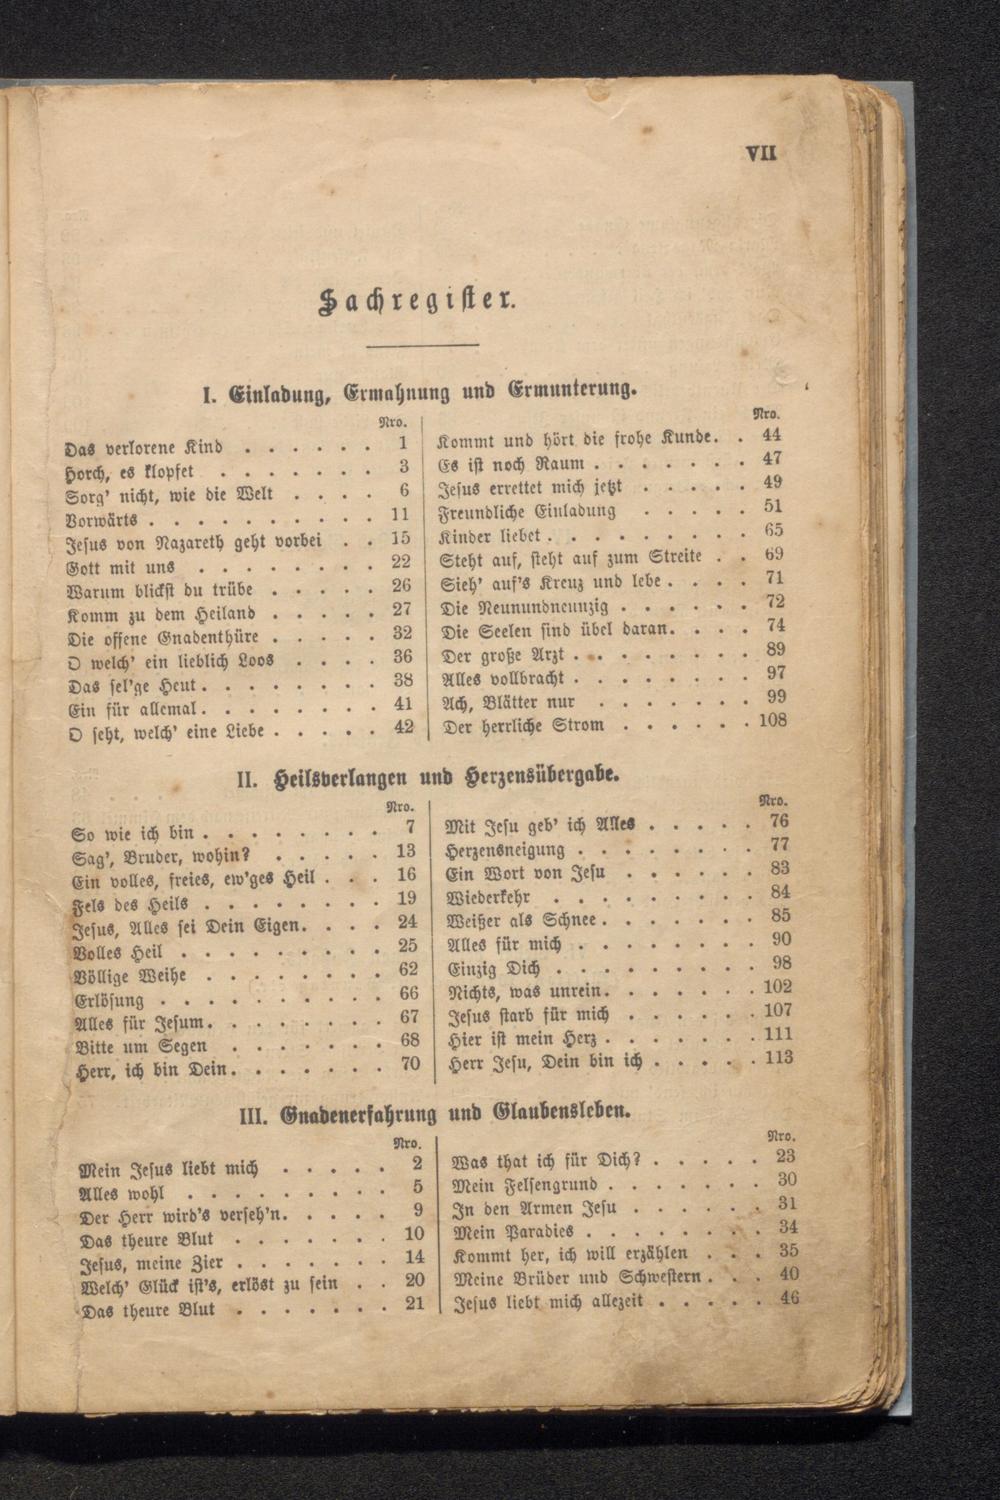 VII
Sachregister.
I. Einladung, Ermahnung und Ermunterung.
Nro.
Das verlorene Kind . . . . . . 1
Horch, es klopfet . . . . . . . 3
Sorg' nicht, wie die Welt . . . . 6
Vorwärts . . . . . . . . . . 11
Jesus von Nazareth geht vorbei . . 15
Gott mit uns . . . . . . . . 22
Warum blickst du trübe . . . . . 26
Komm zu dem Heiland . . . . . 27
Die offene Gnadenthüre . . . . . 32
O welch' ein lieblich Loos . . . . 36
Das sel'ge Heut . . . . . . . . 38
Ein für allemal . . . . . . . . 41
O seht, welch' eine Liebe . . . . . 42
Nro.
Kommt und hört die frohe Kunde. . 44
Es ist noch Raum . . . . . . . 47
Jesus errettet mich jetzt . . . . . 49
Freundliche Einladung . . . . . 51
Kinder liebet . . . . . . . . . 65
Steht auf, steht auf zum Streite . . 69
Sieh' auf's Kreuz und lebe . . . . 71
Die Neunundneunzig . . . . . . 72
Die Seelen sind übel daran. . . . 74
Der große Arzt . . . . . . . . 89
Alles vollbracht . . . . . . . . 97
Ach, Blätter nur . . . . . . . 99
Der herrliche Strom . . . . . . 108
II. Heilsverlangen und Herzensübergabe.
Nro.
So wie ich bin . . . . . . . . 7
Sag', Bruder, wohin? . . . . . 13
Ein volles, freies, ew'ges Heil . . . 16
Fels des Heils . . . . . . . . 19
Jesus, Alles sei Dein Eigen. . . . 24
Volles Heil . . . . . . . . . 25
Völlige Weihe . . . . . . . . 62
Erlösung . . . . . . . . . . 66
Alles für Jesum . . . . . . . . 67
Bitte um Segen . . . . . . . 68
Herr, ich bin Dein . . . . . . . 70
Nro.
Mit Jesu geb' ich Alles . . . . . 76
Herzensneigung . . . . . . . . 77
Ein Wort von Jesu . . . . . . 83
Wiederkehr . . . . . . . . . 84
Weißer als Schnee . . . . . . . 85
Alles für mich . . . . . . . . 90
Einzig Dich . . . . . . . . . 98
Nichts, was unrein . . . . . . . 102
Jesus starb für mich . . . . . . 107
Hier ist mein Herz . . . . . . . 111
Herr Jesu, Dein bin ich . . . . . 113
III. Gnadenerfahrung und Glaubensleben.
Nro.
Mein Jesus liebt mich . . . . . 2
Alles wohl . . . . . . . . . 5
Der Herr wird's verseh'n. . . . . 9
Das theure Blut . . . . . . . 10
Jesus, meine Zier . . . . . . . 14
Welch' Glück ist's, erlöst zu sein . . 20
Das theure Blut . . . . . . . 21
Nro.
Was that ich für Dich? . . . . . 23
Mein Felsengrund . . . . . . . 30
In den Armen Jesu . . . . . . 31
Mein Paradies . . . . . . . . 34
Kommt her, ich will erzählen . . . 35
Meine Brüder und Schwestern . . . 40
Jesus liebt mich allezeit . . . . . 46